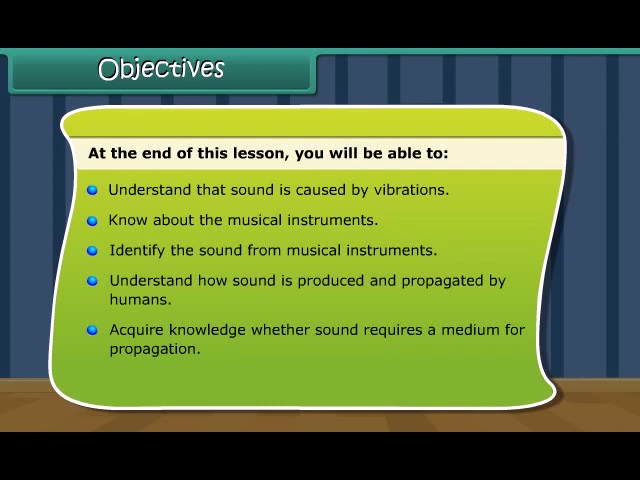 Objectives
At the end of this lesson, you will be able to:
Understand that sound is caused by vibrations.
Know about the musical instruments.
Identify the sound from musical instruments.
Understand how sound is produced and propagated by
humans.
Acquire knowledge whether sound requires a medium for
propagation.